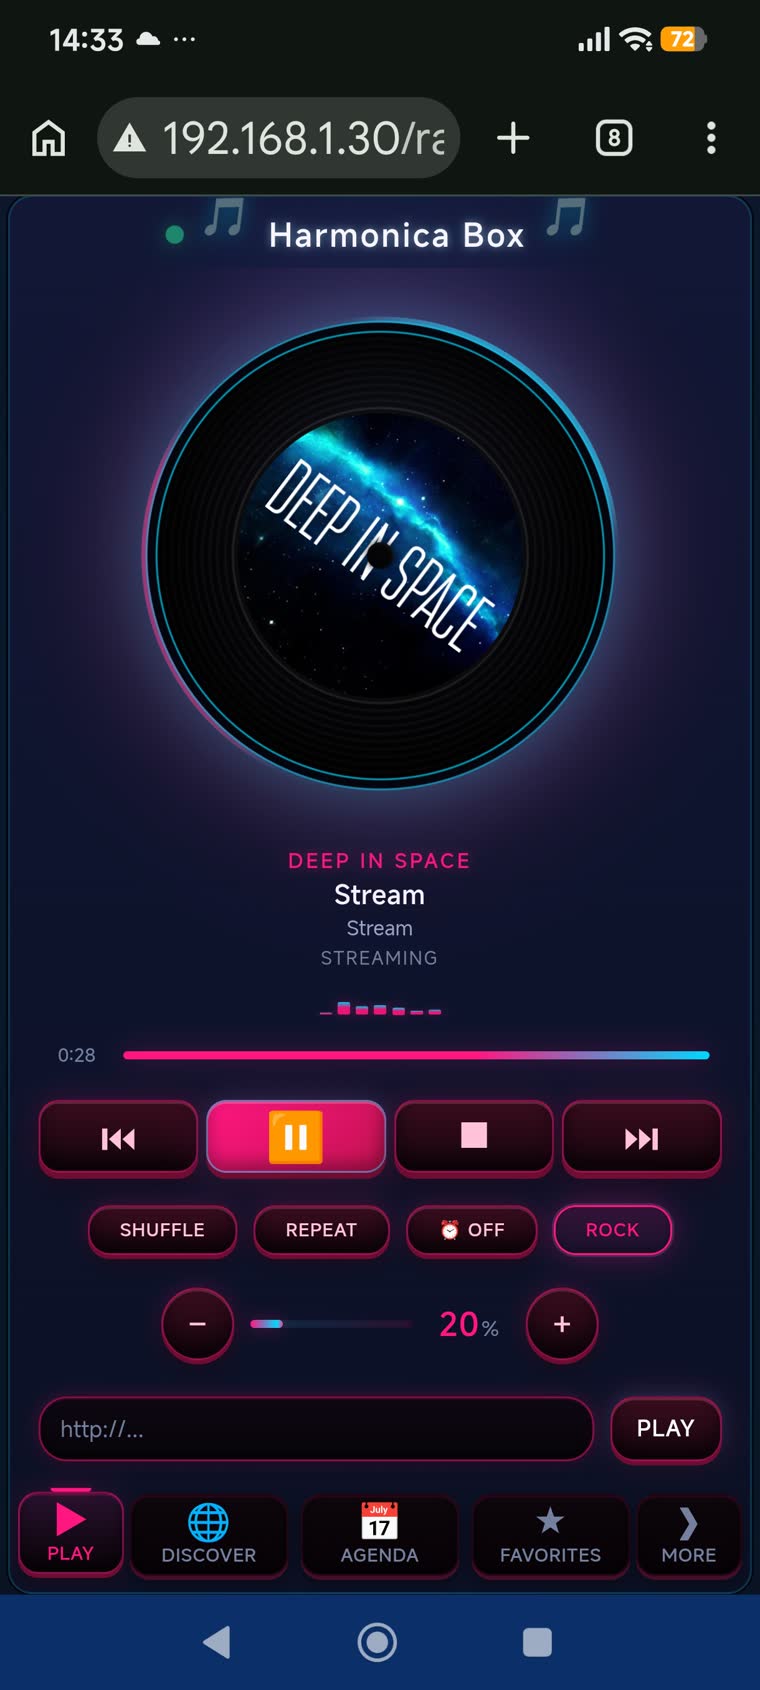 14:33
72
192.168.1.30/ra
8
Harmonica Box
DEEP IN SPACE
DEEP IN SPACE
Stream
Stream
STREAMING
0:28
SHUFFLE REPEAT OFF ROCK
− 20% +
http://... PLAY
July
17
PLAY DISCOVER AGENDA FAVORITES MORE